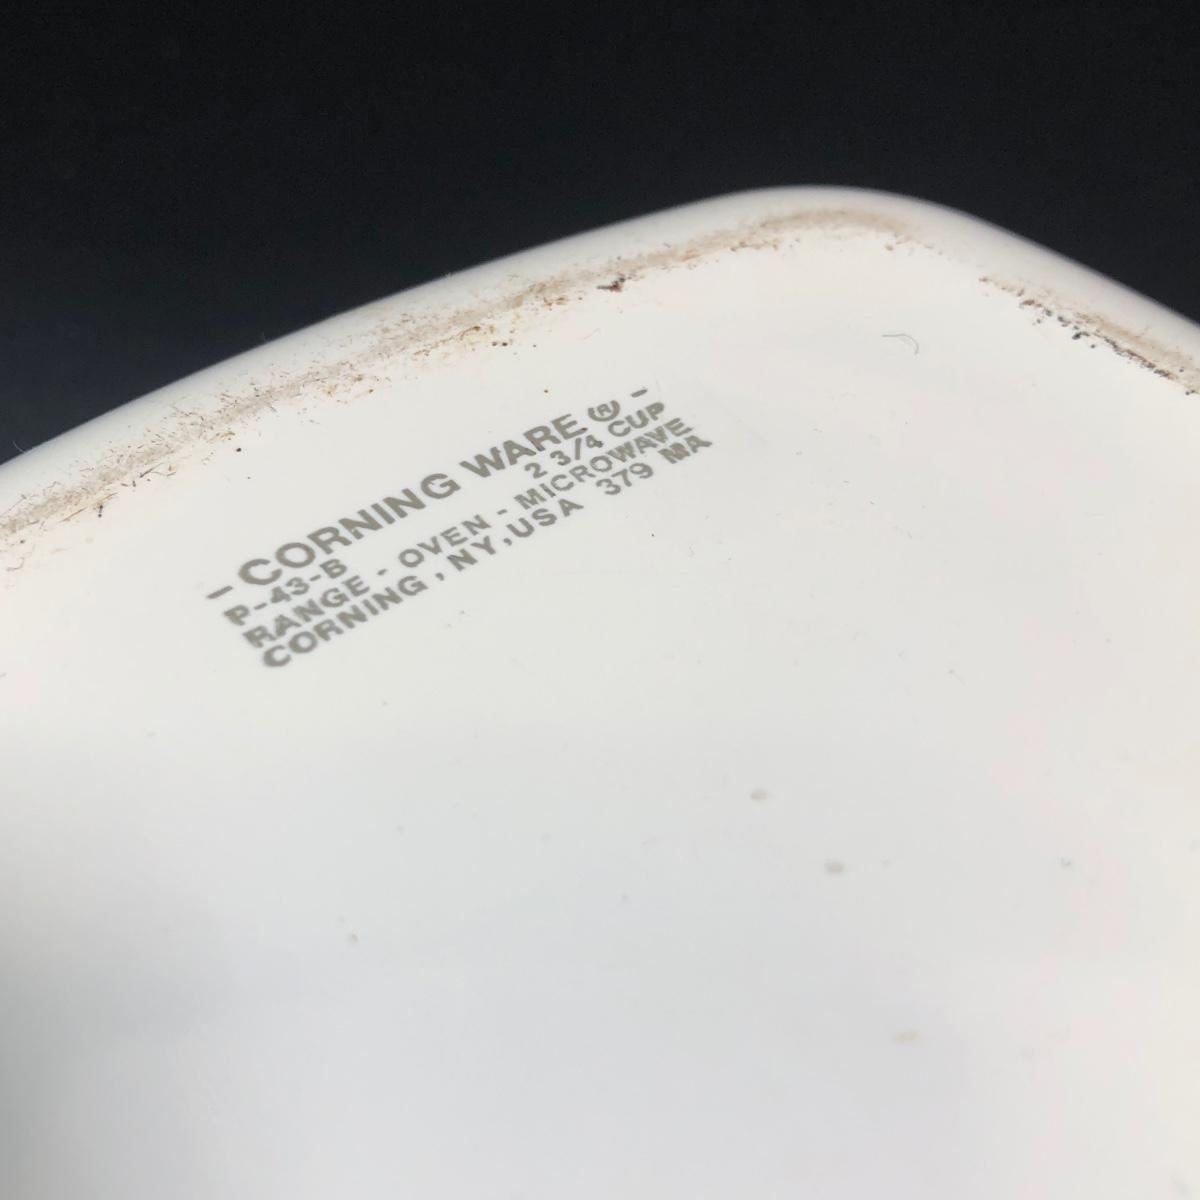 - CORNING WARE ® -
P-43-B 2 3/4 CUP
RANGE - OVEN - MICROWAVE
CORNING, NY, USA 379 MA